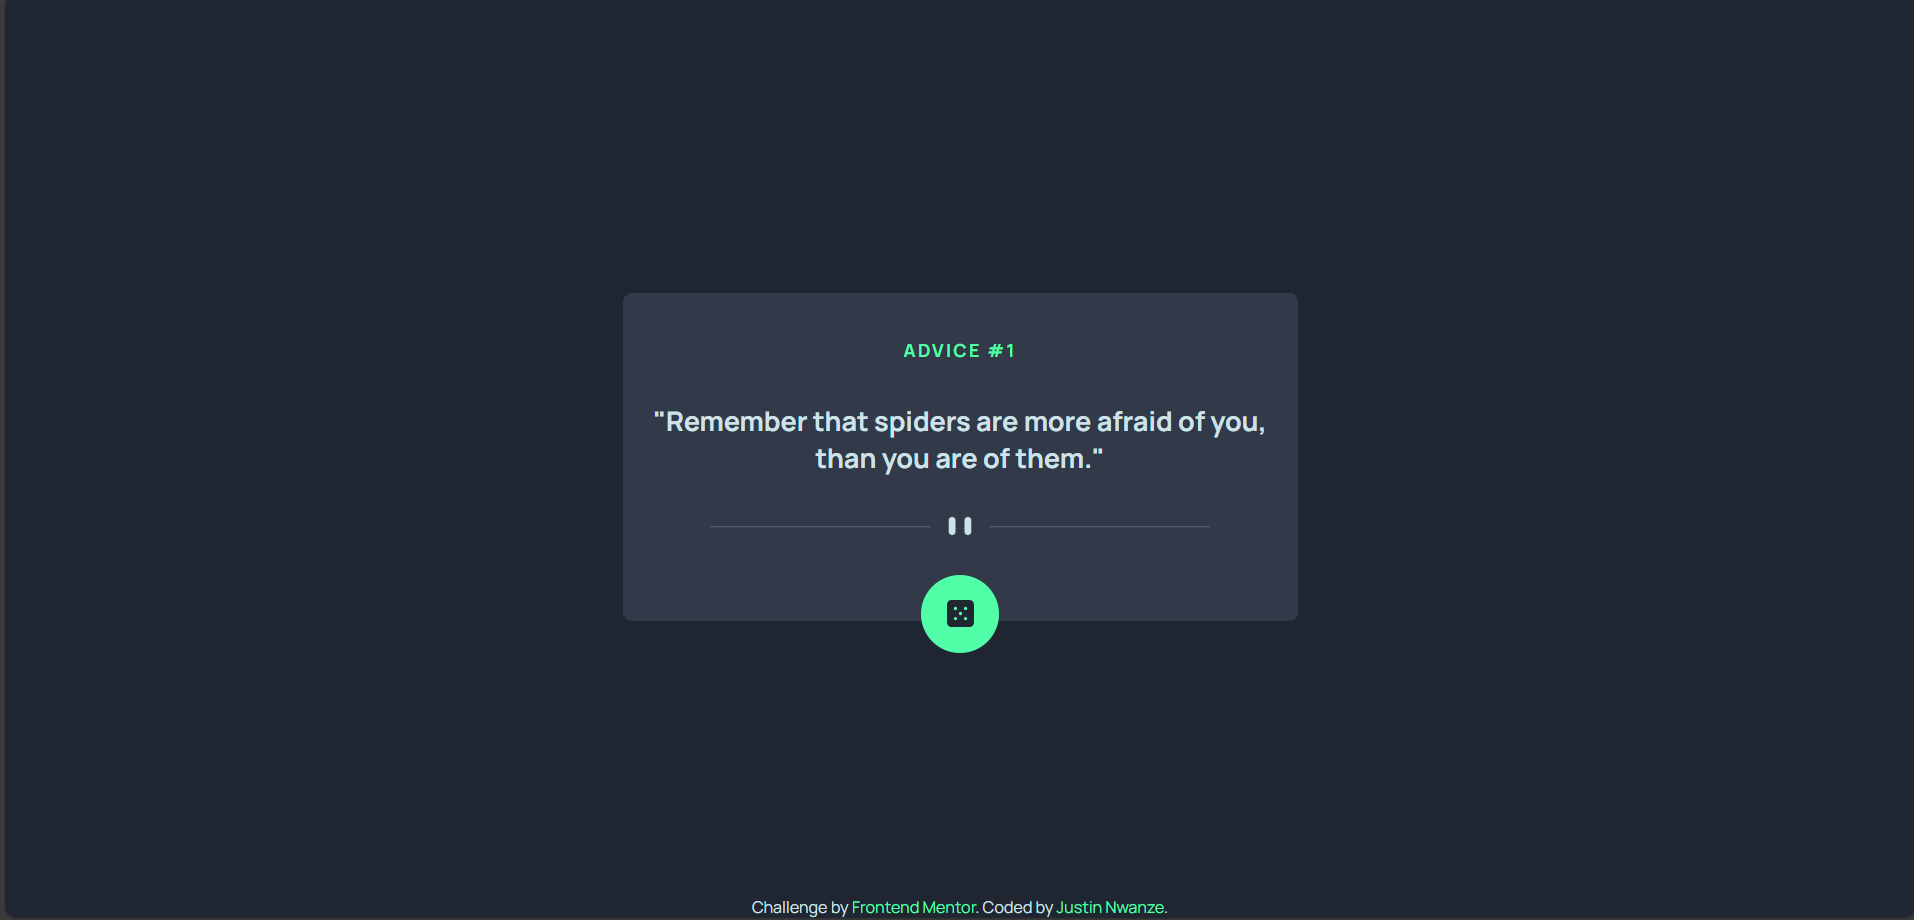 ADVICE #1
"Remember that spiders are more afraid of you,
than you are of them."
Challenge by Frontend Mentor. Coded by Justin Nwanze.